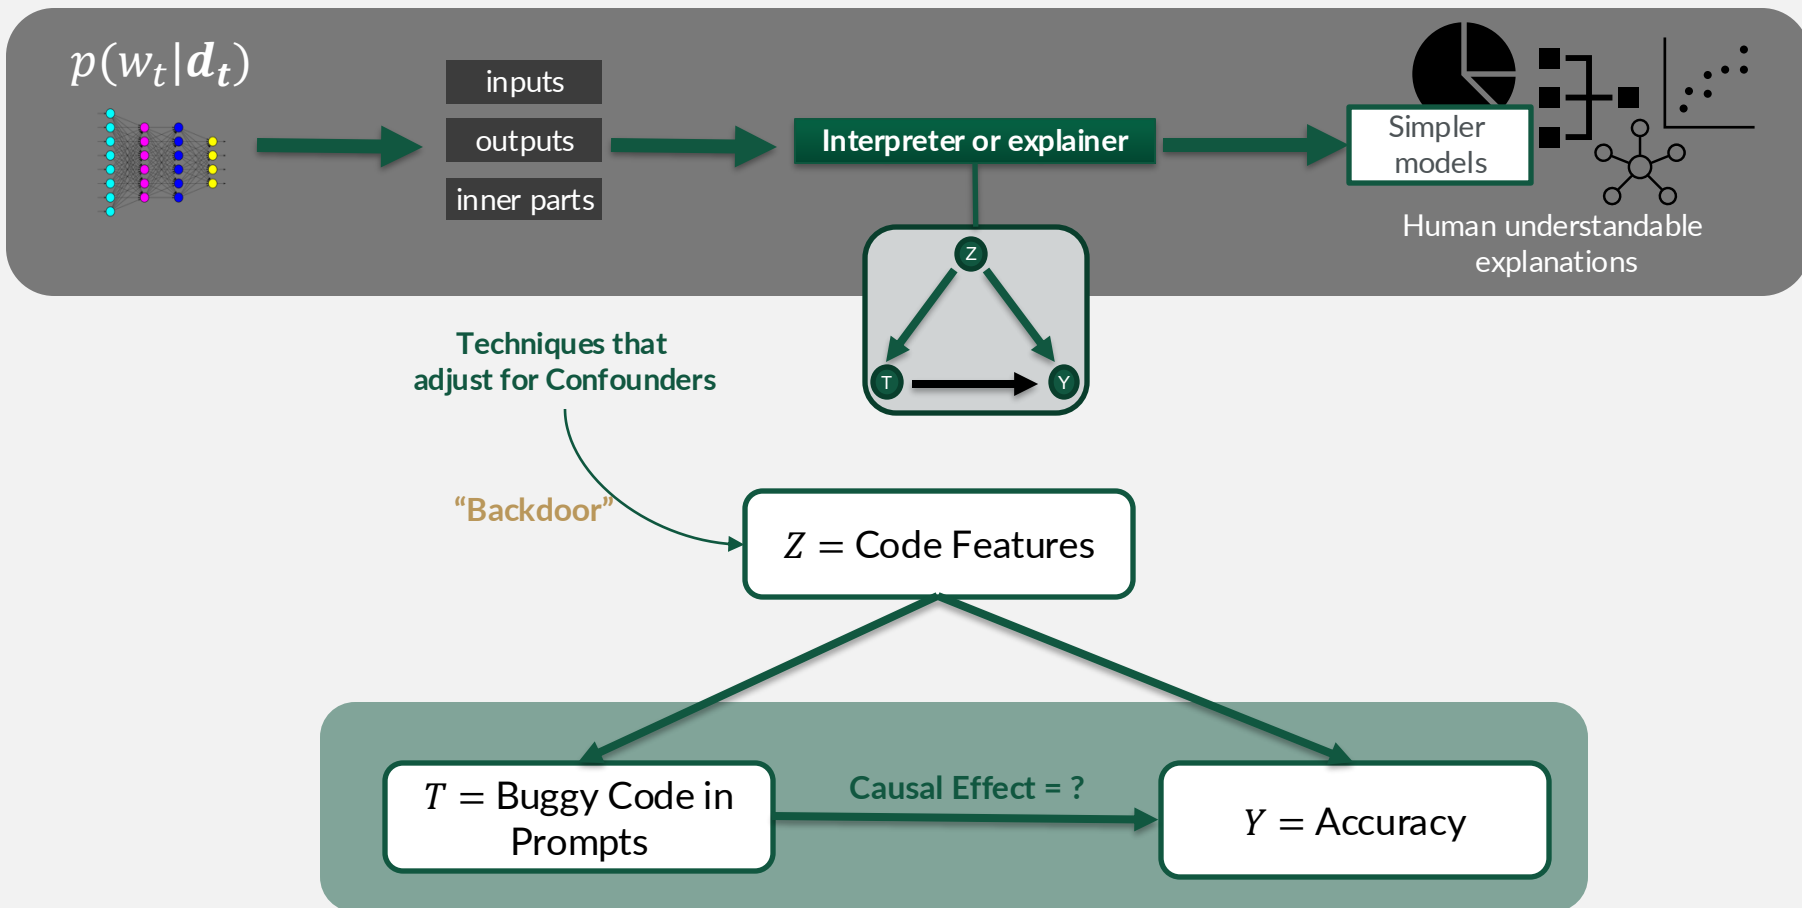 p(w_t|d_t)
inputs
outputs
inner parts
Interpreter or explainer
Simpler
models
Human understandable
explanations
Z
T
Y
Techniques that
adjust for Confounders
“Backdoor”
Z = Code Features
T = Buggy Code in
Prompts
Causal Effect = ?
Y = Accuracy